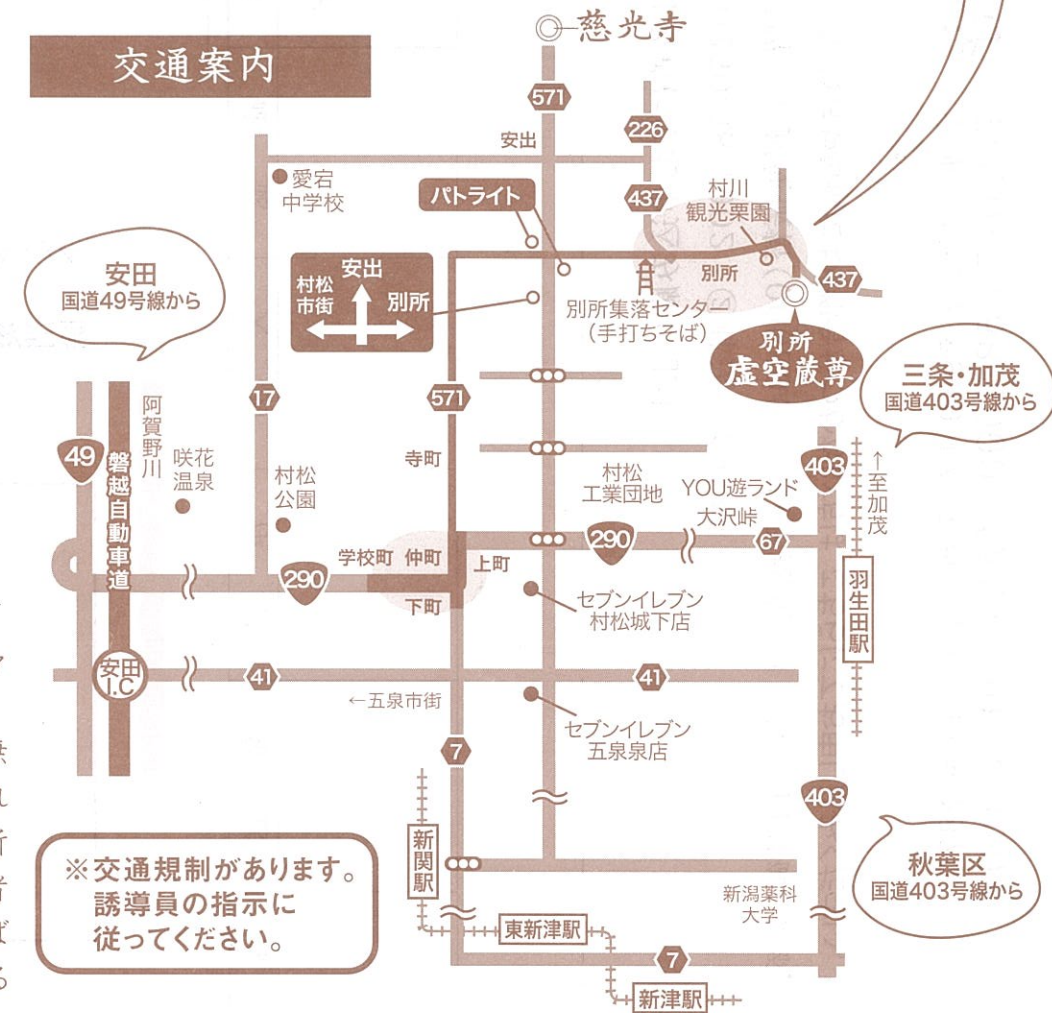 慈光寺
交通案内
571
226
安出
愛宕
中学校
パトライト
437
村川
観光栗園
安田
国道49号線から
安出
村松
市街
別所
別所
437
別所集落センター
(手打ちそば)
別所
虚空蔵尊
三条・加茂
国道403号線から
17
571
阿賀野川
49
磐越自動車道
咲花
温泉
村松
公園
寺町
村松
工業団地
YOU遊ランド
大沢峠
403
↑至加茂
学校町
仲町
上町
290
67
290
下町
セブンイレブン
村松城下店
羽生田駅
安田
I.C
41
41
←五泉市街
セブンイレブン
五泉泉店
7
403
新関駅
※交通規制があります。
誘導員の指示に
従ってください。
秋葉区
国道403号線から
新潟薬科
大学
東新津駅
7
新津駅